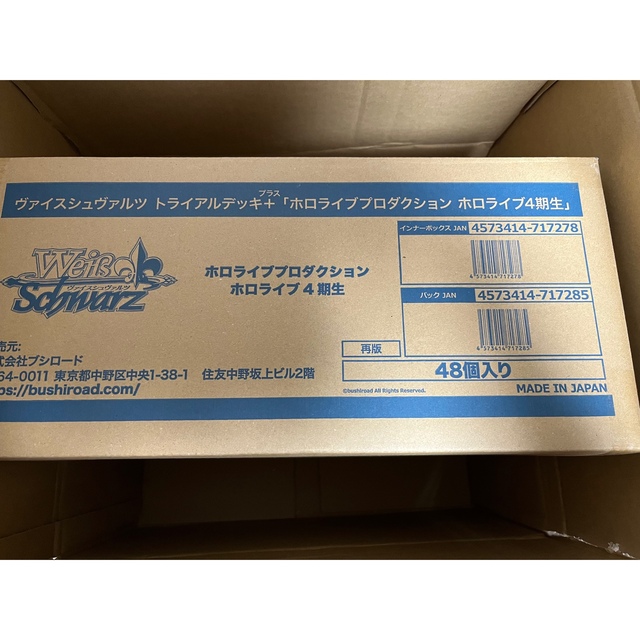 ヴァイスシュヴァルツ トライアルデッキ+「ホロライブプロダクション ホロライブ4期生」
プラス
Weiß
Schwarz
ヴァイスシュヴァルツ
ホロライブプロダクション
ホロライブ 4 期生
インナーボックス JAN 4573414-717278
4573414 717278
パック JAN 4573414-717285
4 573414 717285
売元:
式会社ブシロード
64-0011 東京都中野区中央1-38-1 住友中野坂上ビル2階
ps://bushiroad.com/
再版
48個入り
©bushiroad All Rights Reserved.
MADE IN JAPAN